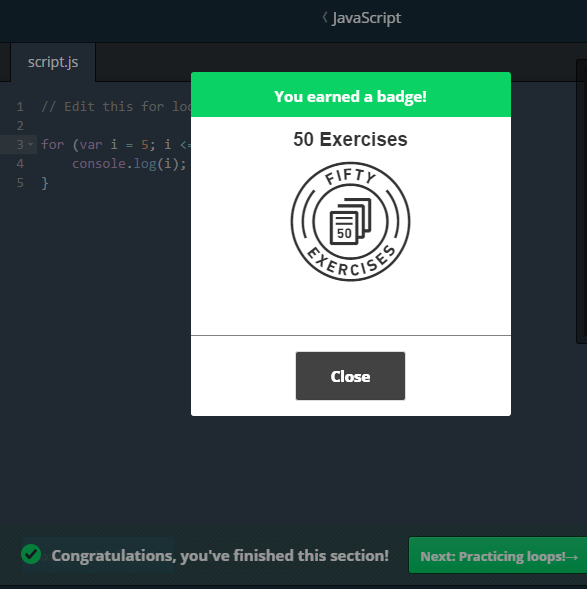 〈 JavaScript
script.js
You earned a badge!
50 Exercises
FIFTY
50
EXERCISES
Close
1 // Edit this for
2
3 for (var i = 5; i <=
4 console.log(i);
5 }
Congratulations, you've finished this section!
Next: Practicing loops!→